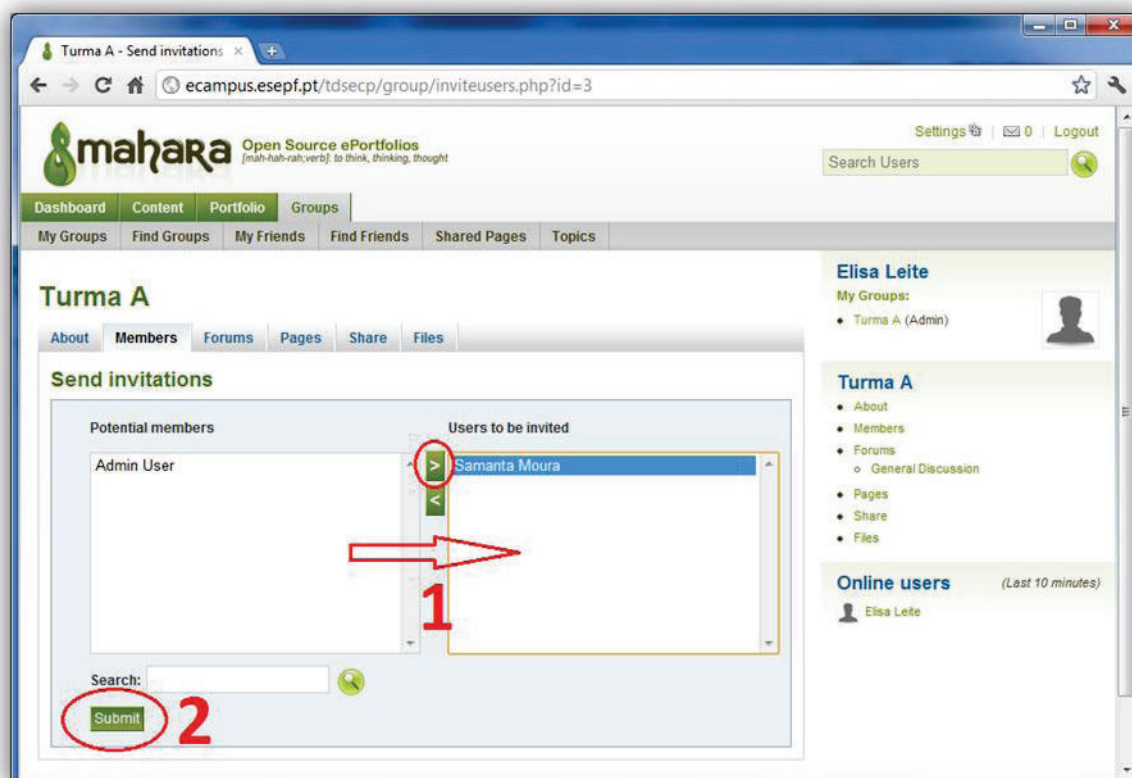 Turma A - Send invitations
ecampus.esepf.pt/tdsecp/group/inviteusers.php?id=3
mahara Open Source ePortfolios
[mah-hah-rah;verb]: to think, thinking, thought
Settings 0 Logout
Search Users
Dashboard Content Portfolio Groups
My Groups Find Groups My Friends Find Friends Shared Pages Topics
Turma A
About Members Forums Pages Share Files
Send invitations
Potential members Users to be invited
Admin User > Samanta Moura
<
1
Search:
Submit 2
Elisa Leite
My Groups:
Turma A (Admin)
Turma A
About
Members
Forums
General Discussion
Pages
Share
Files
Online users (Last 10 minutes)
Elisa Leite